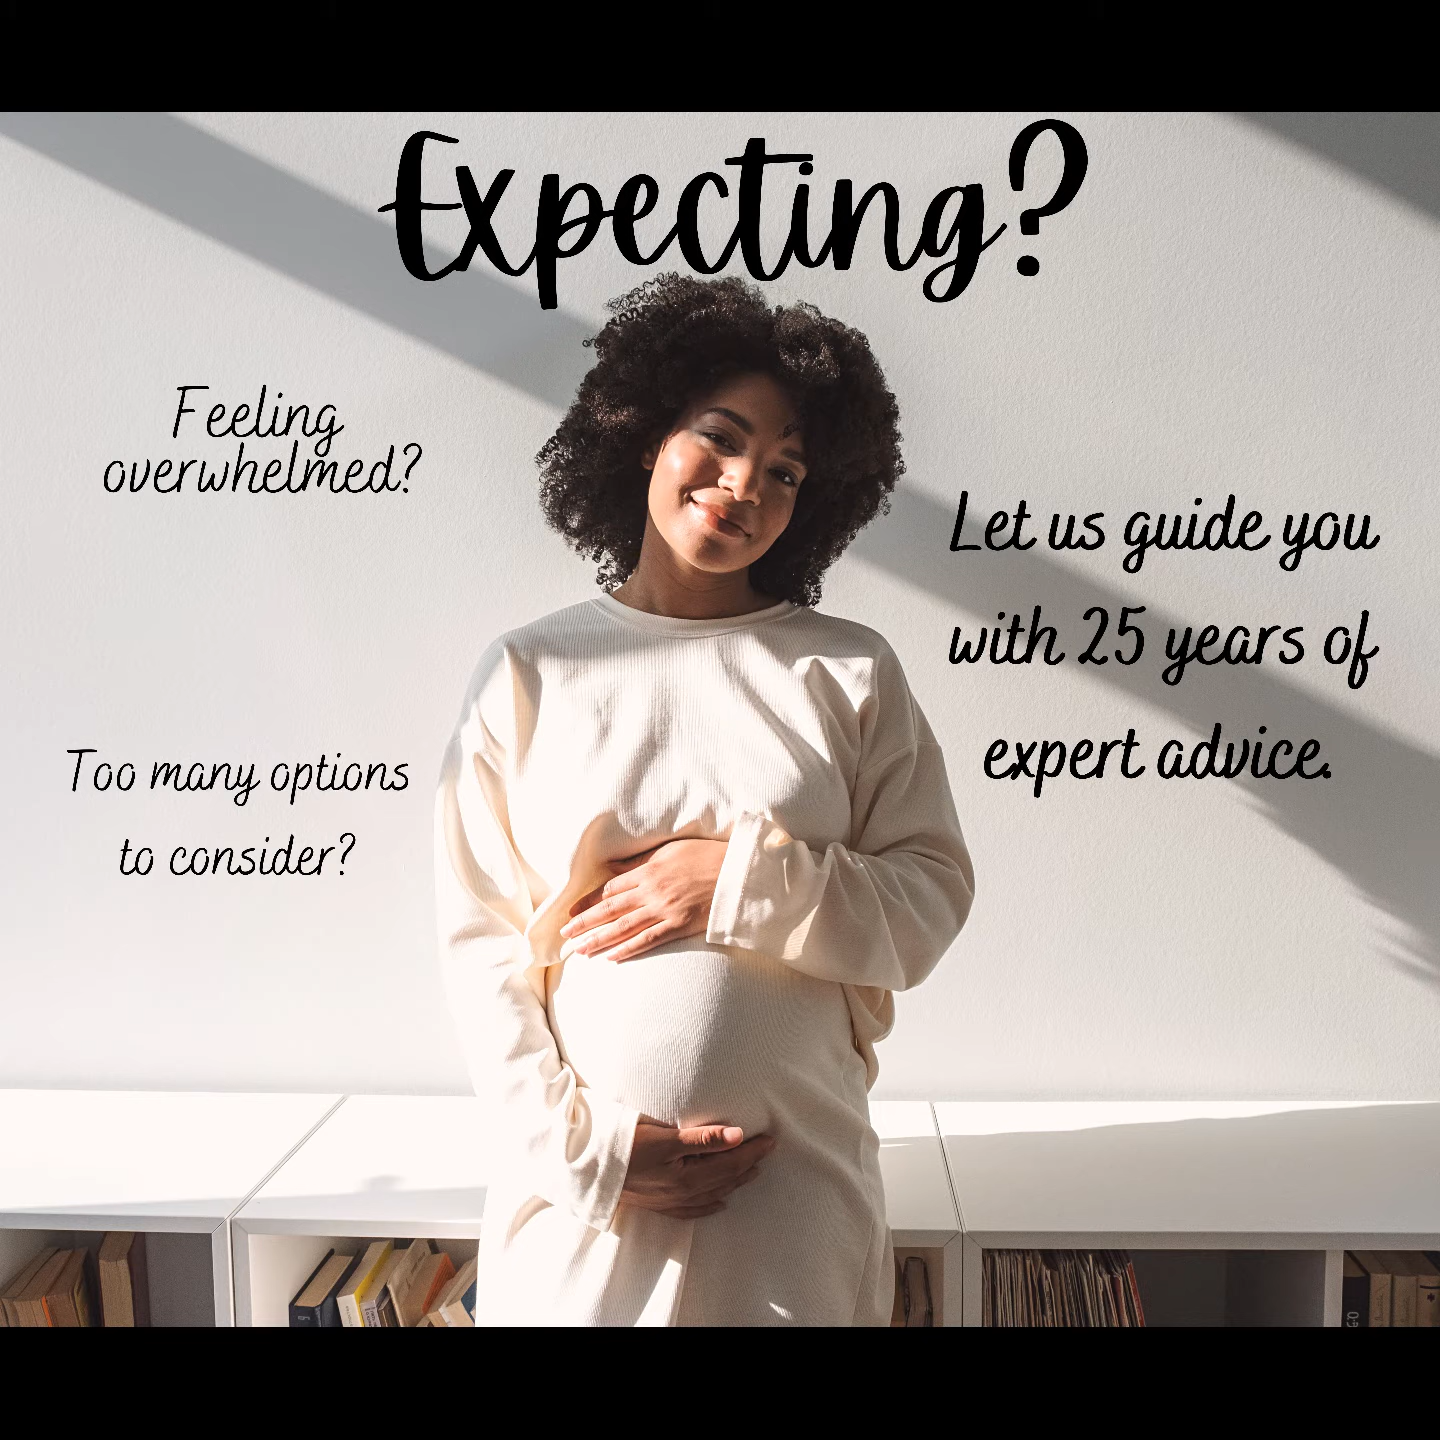 Expecting?
Feeling
overwhelmed?
Too many options
to consider?
Let us guide you
with 25 years of
expert advice.